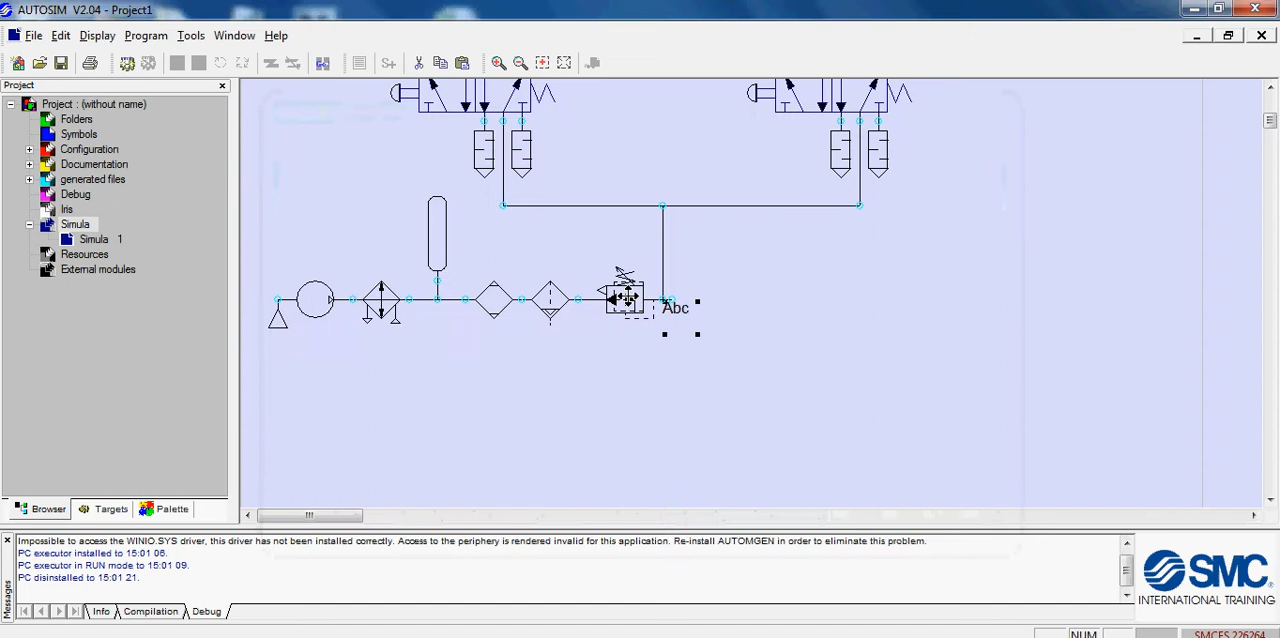 AUTOSIM V2.04 - Project1
File Edit Display Program Tools Window Help
Project
Project : (without name)
Folders
Symbols
Configuration
Documentation
generated files
Debug
Iris
Simula
Simula 1
Resources
External modules
Abc
Browser Targets Palette
Impossible to access the WINIO.SYS driver, this driver has not been installed correctly. Access to the periphery is rendered invalid for this application. Re-install AUTOMGEN in order to eliminate this problem.
PC executor installed to 15:01 06.
PC executor in RUN mode to 15:01 09.
PC disinstalled to 15:01 21.
Messages
Info Compilation Debug
SMC
INTERNATIONAL TRAINING
NUM
SMCES 226264